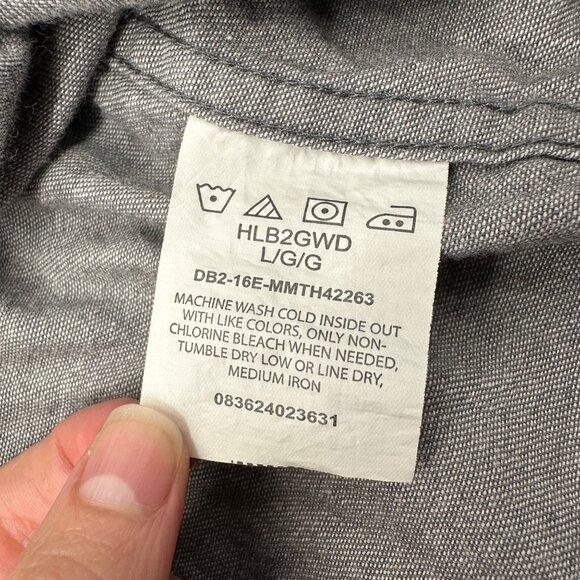 HLB2GWD
L/G/G
DB2-16E-MMTH42263
MACHINE WASH COLD INSIDE OUT
WITH LIKE COLORS, ONLY NON-
CHLORINE BLEACH WHEN NEEDED,
TUMBLE DRY LOW OR LINE DRY,
MEDIUM IRON
083624023631